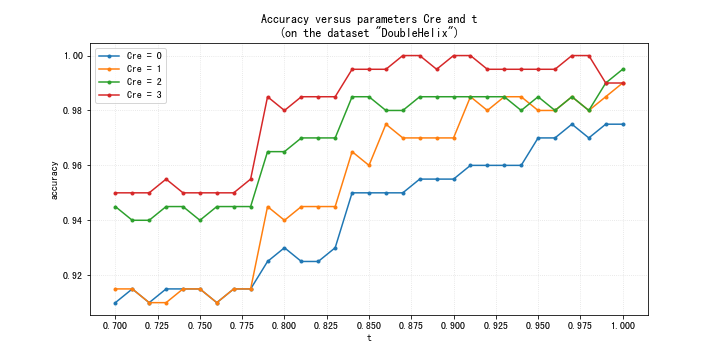 Accuracy versus parameters Cre and t
(on the dataset "DoubleHelix")
Cre = 0
Cre = 1
Cre = 2
Cre = 3
accuracy
1.00
0.98
0.96
0.94
0.92
0.700 0.725 0.750 0.775 0.800 0.825 0.850 0.875 0.900 0.925 0.950 0.975 1.000
t